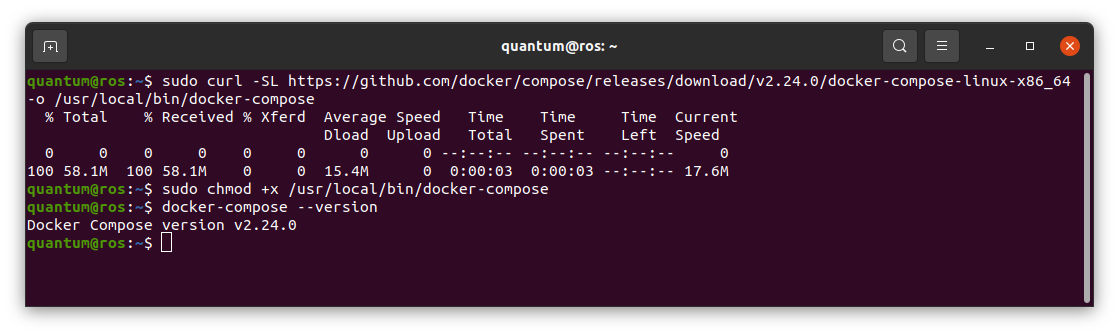 quantum@ros: ~
quantum@ros:~$ sudo curl -SL https://github.com/docker/compose/releases/download/v2.24.0/docker-compose-linux-x86_64
-o /usr/local/bin/docker-compose
  % Total    % Received % Xferd  Average Speed   Time    Time     Time  Current
                                 Dload  Upload   Total   Spent    Left  Speed
  0     0    0     0    0     0      0      0 --:--:-- --:--:-- --:--:--     0
100 58.1M  100 58.1M    0     0  15.4M      0  0:00:03  0:00:03 --:--:-- 17.6M
quantum@ros:~$ sudo chmod +x /usr/local/bin/docker-compose
quantum@ros:~$ docker-compose --version
Docker Compose version v2.24.0
quantum@ros:~$